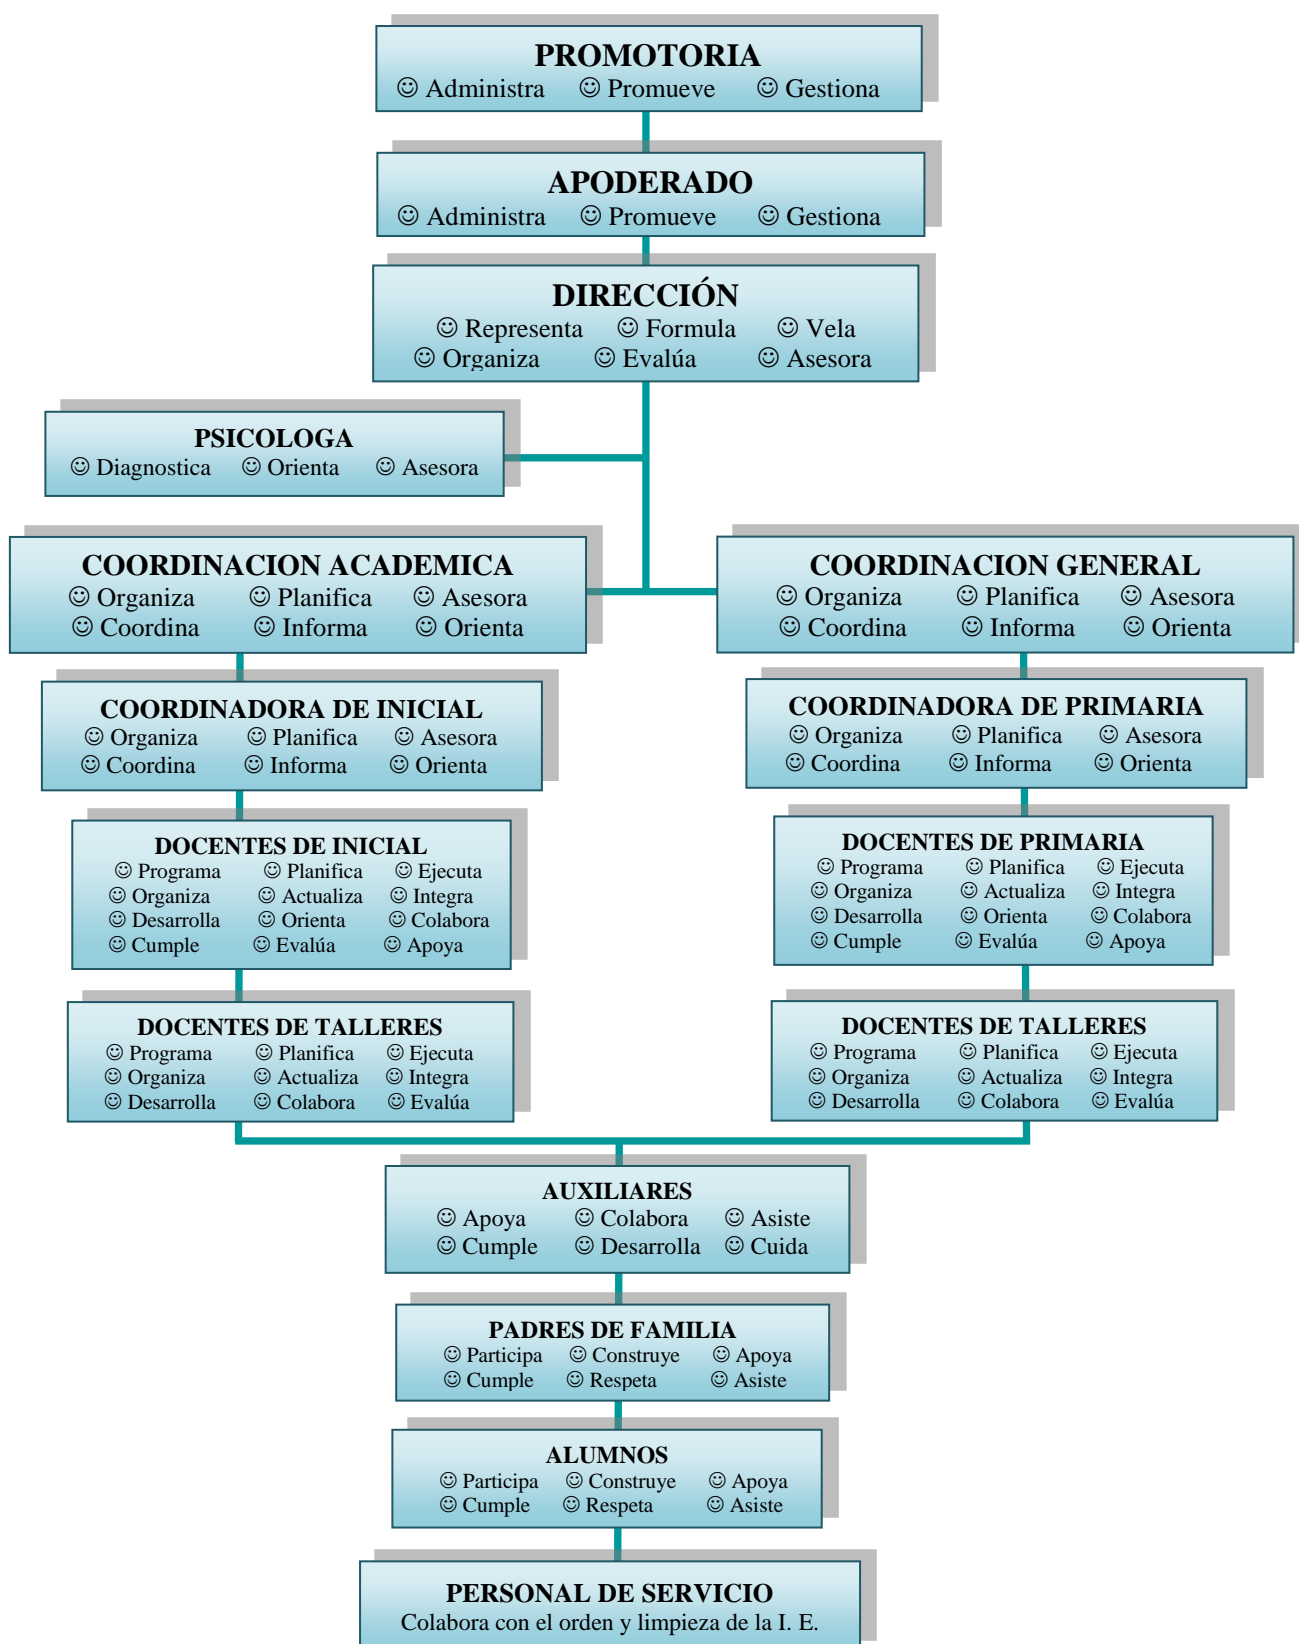 PROMOTORIA
☺ Administra ☺ Promueve ☺ Gestiona
APODERADO
☺ Administra ☺ Promueve ☺ Gestiona
DIRECCIÓN
☺ Representa ☺ Formula ☺ Vela
☺ Organiza ☺ Evalúa ☺ Asesora
PSICOLOGA
☺ Diagnostica ☺ Orienta ☺ Asesora
COORDINACION ACADEMICA
☺ Organiza ☺ Planifica ☺ Asesora
☺ Coordina ☺ Informa ☺ Orienta
COORDINACION GENERAL
☺ Organiza ☺ Planifica ☺ Asesora
☺ Coordina ☺ Informa ☺ Orienta
COORDINADORA DE INICIAL
☺ Organiza ☺ Planifica ☺ Asesora
☺ Coordina ☺ Informa ☺ Orienta
COORDINADORA DE PRIMARIA
☺ Organiza ☺ Planifica ☺ Asesora
☺ Coordina ☺ Informa ☺ Orienta
DOCENTES DE INICIAL
☺ Programa ☺ Planifica ☺ Ejecuta
☺ Organiza ☺ Actualiza ☺ Integra
☺ Desarrolla ☺ Orienta ☺ Colabora
☺ Cumple ☺ Evalúa ☺ Apoya
DOCENTES DE PRIMARIA
☺ Programa ☺ Planifica ☺ Ejecuta
☺ Organiza ☺ Actualiza ☺ Integra
☺ Desarrolla ☺ Orienta ☺ Colabora
☺ Cumple ☺ Evalúa ☺ Apoya
DOCENTES DE TALLERES
☺ Programa ☺ Planifica ☺ Ejecuta
☺ Organiza ☺ Actualiza ☺ Integra
☺ Desarrolla ☺ Colabora ☺ Evalúa
DOCENTES DE TALLERES
☺ Programa ☺ Planifica ☺ Ejecuta
☺ Organiza ☺ Actualiza ☺ Integra
☺ Desarrolla ☺ Colabora ☺ Evalúa
AUXILIARES
☺ Apoya ☺ Colabora ☺ Asiste
☺ Cumple ☺ Desarrolla ☺ Cuida
PADRES DE FAMILIA
☺ Participa ☺ Construye ☺ Apoya
☺ Cumple ☺ Respeta ☺ Asiste
ALUMNOS
☺ Participa ☺ Construye ☺ Apoya
☺ Cumple ☺ Respeta ☺ Asiste
PERSONAL DE SERVICIO
Colabora con el orden y limpieza de la I. E.